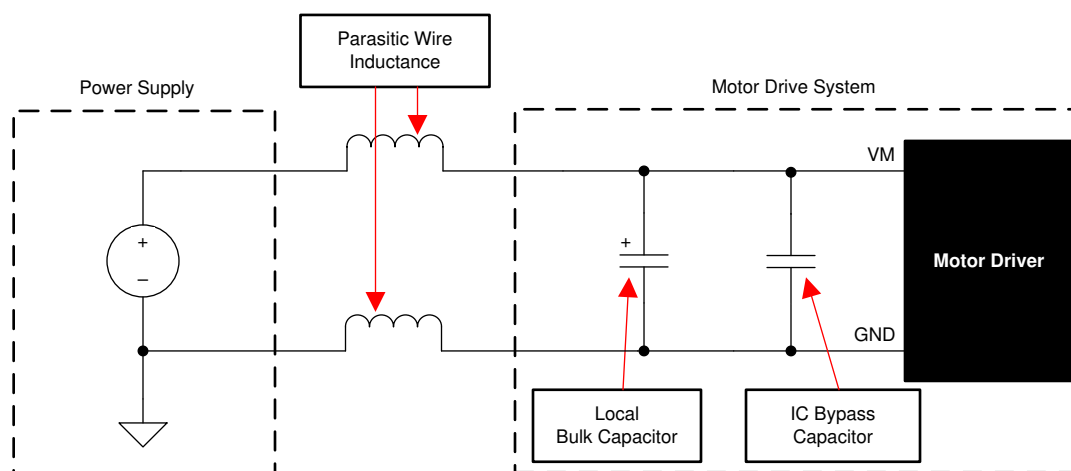 Parasitic Wire
Inductance
Power Supply
Motor Drive System
VM
+
+
–
Motor Driver
GND
Local
Bulk Capacitor
IC Bypass
Capacitor